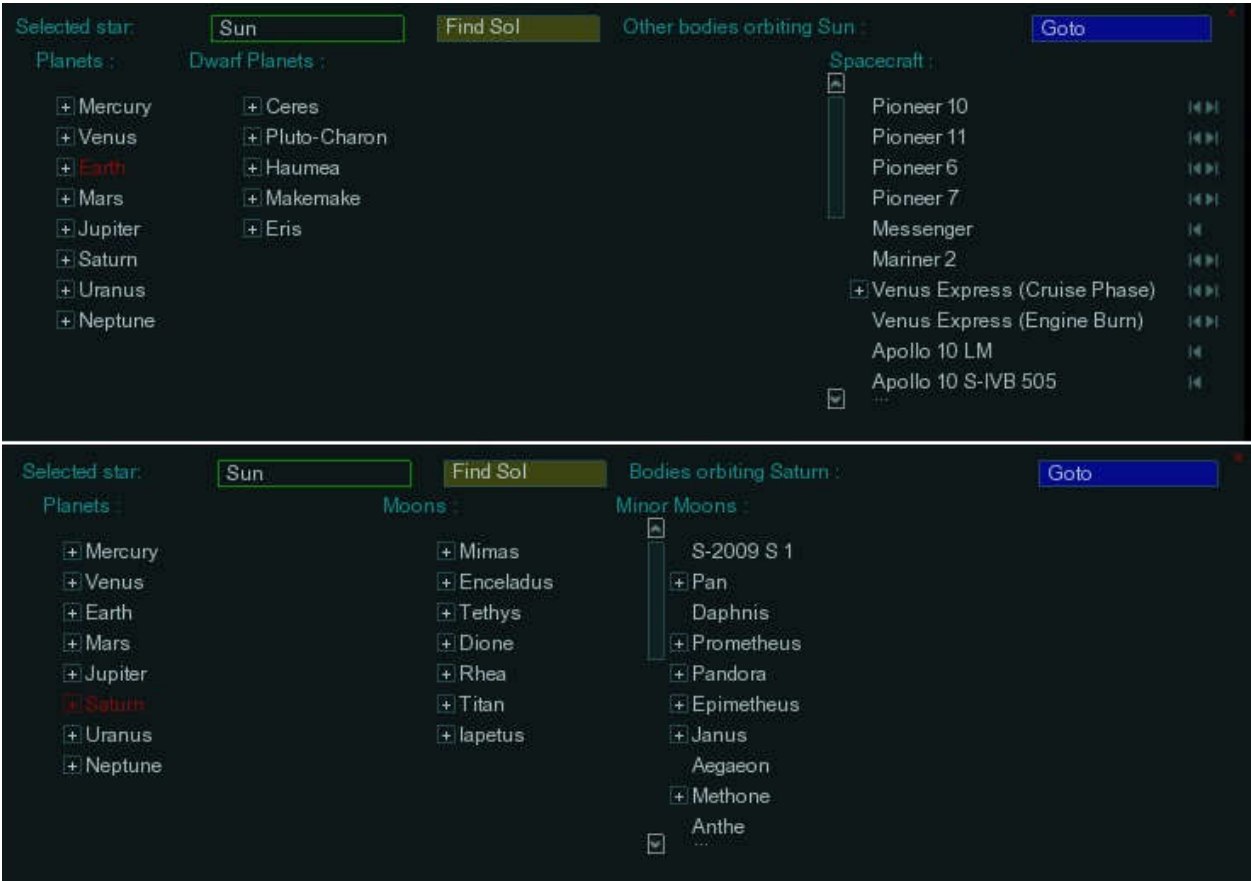 Selected star: Sun Find Sol Other bodies orbiting Sun : Goto
Planets : Dwarf Planets : Spacecraft :
+ Mercury + Ceres Pioneer 10
+ Venus + Pluto-Charon Pioneer 11
+ Earth + Haumea Pioneer 6
+ Mars + Makemake Pioneer 7
+ Jupiter + Eris Messenger
+ Saturn Mariner 2
+ Uranus + Venus Express (Cruise Phase)
+ Neptune Venus Express (Engine Burn)
Apollo 10 LM
Apollo 10 S-IVB 505
...
Selected star: Sun Find Sol Bodies orbiting Saturn : Goto
Planets : Moons : Minor Moons :
+ Mercury + Mimas S-2009 S 1
+ Venus + Enceladus + Pan
+ Earth + Tethys Daphnis
+ Mars + Dione + Prometheus
+ Jupiter + Rhea + Pandora
+ Saturn + Titan + Epimetheus
+ Uranus + Iapetus + Janus
+ Neptune Aegaeon
+ Methone
Anthe
...